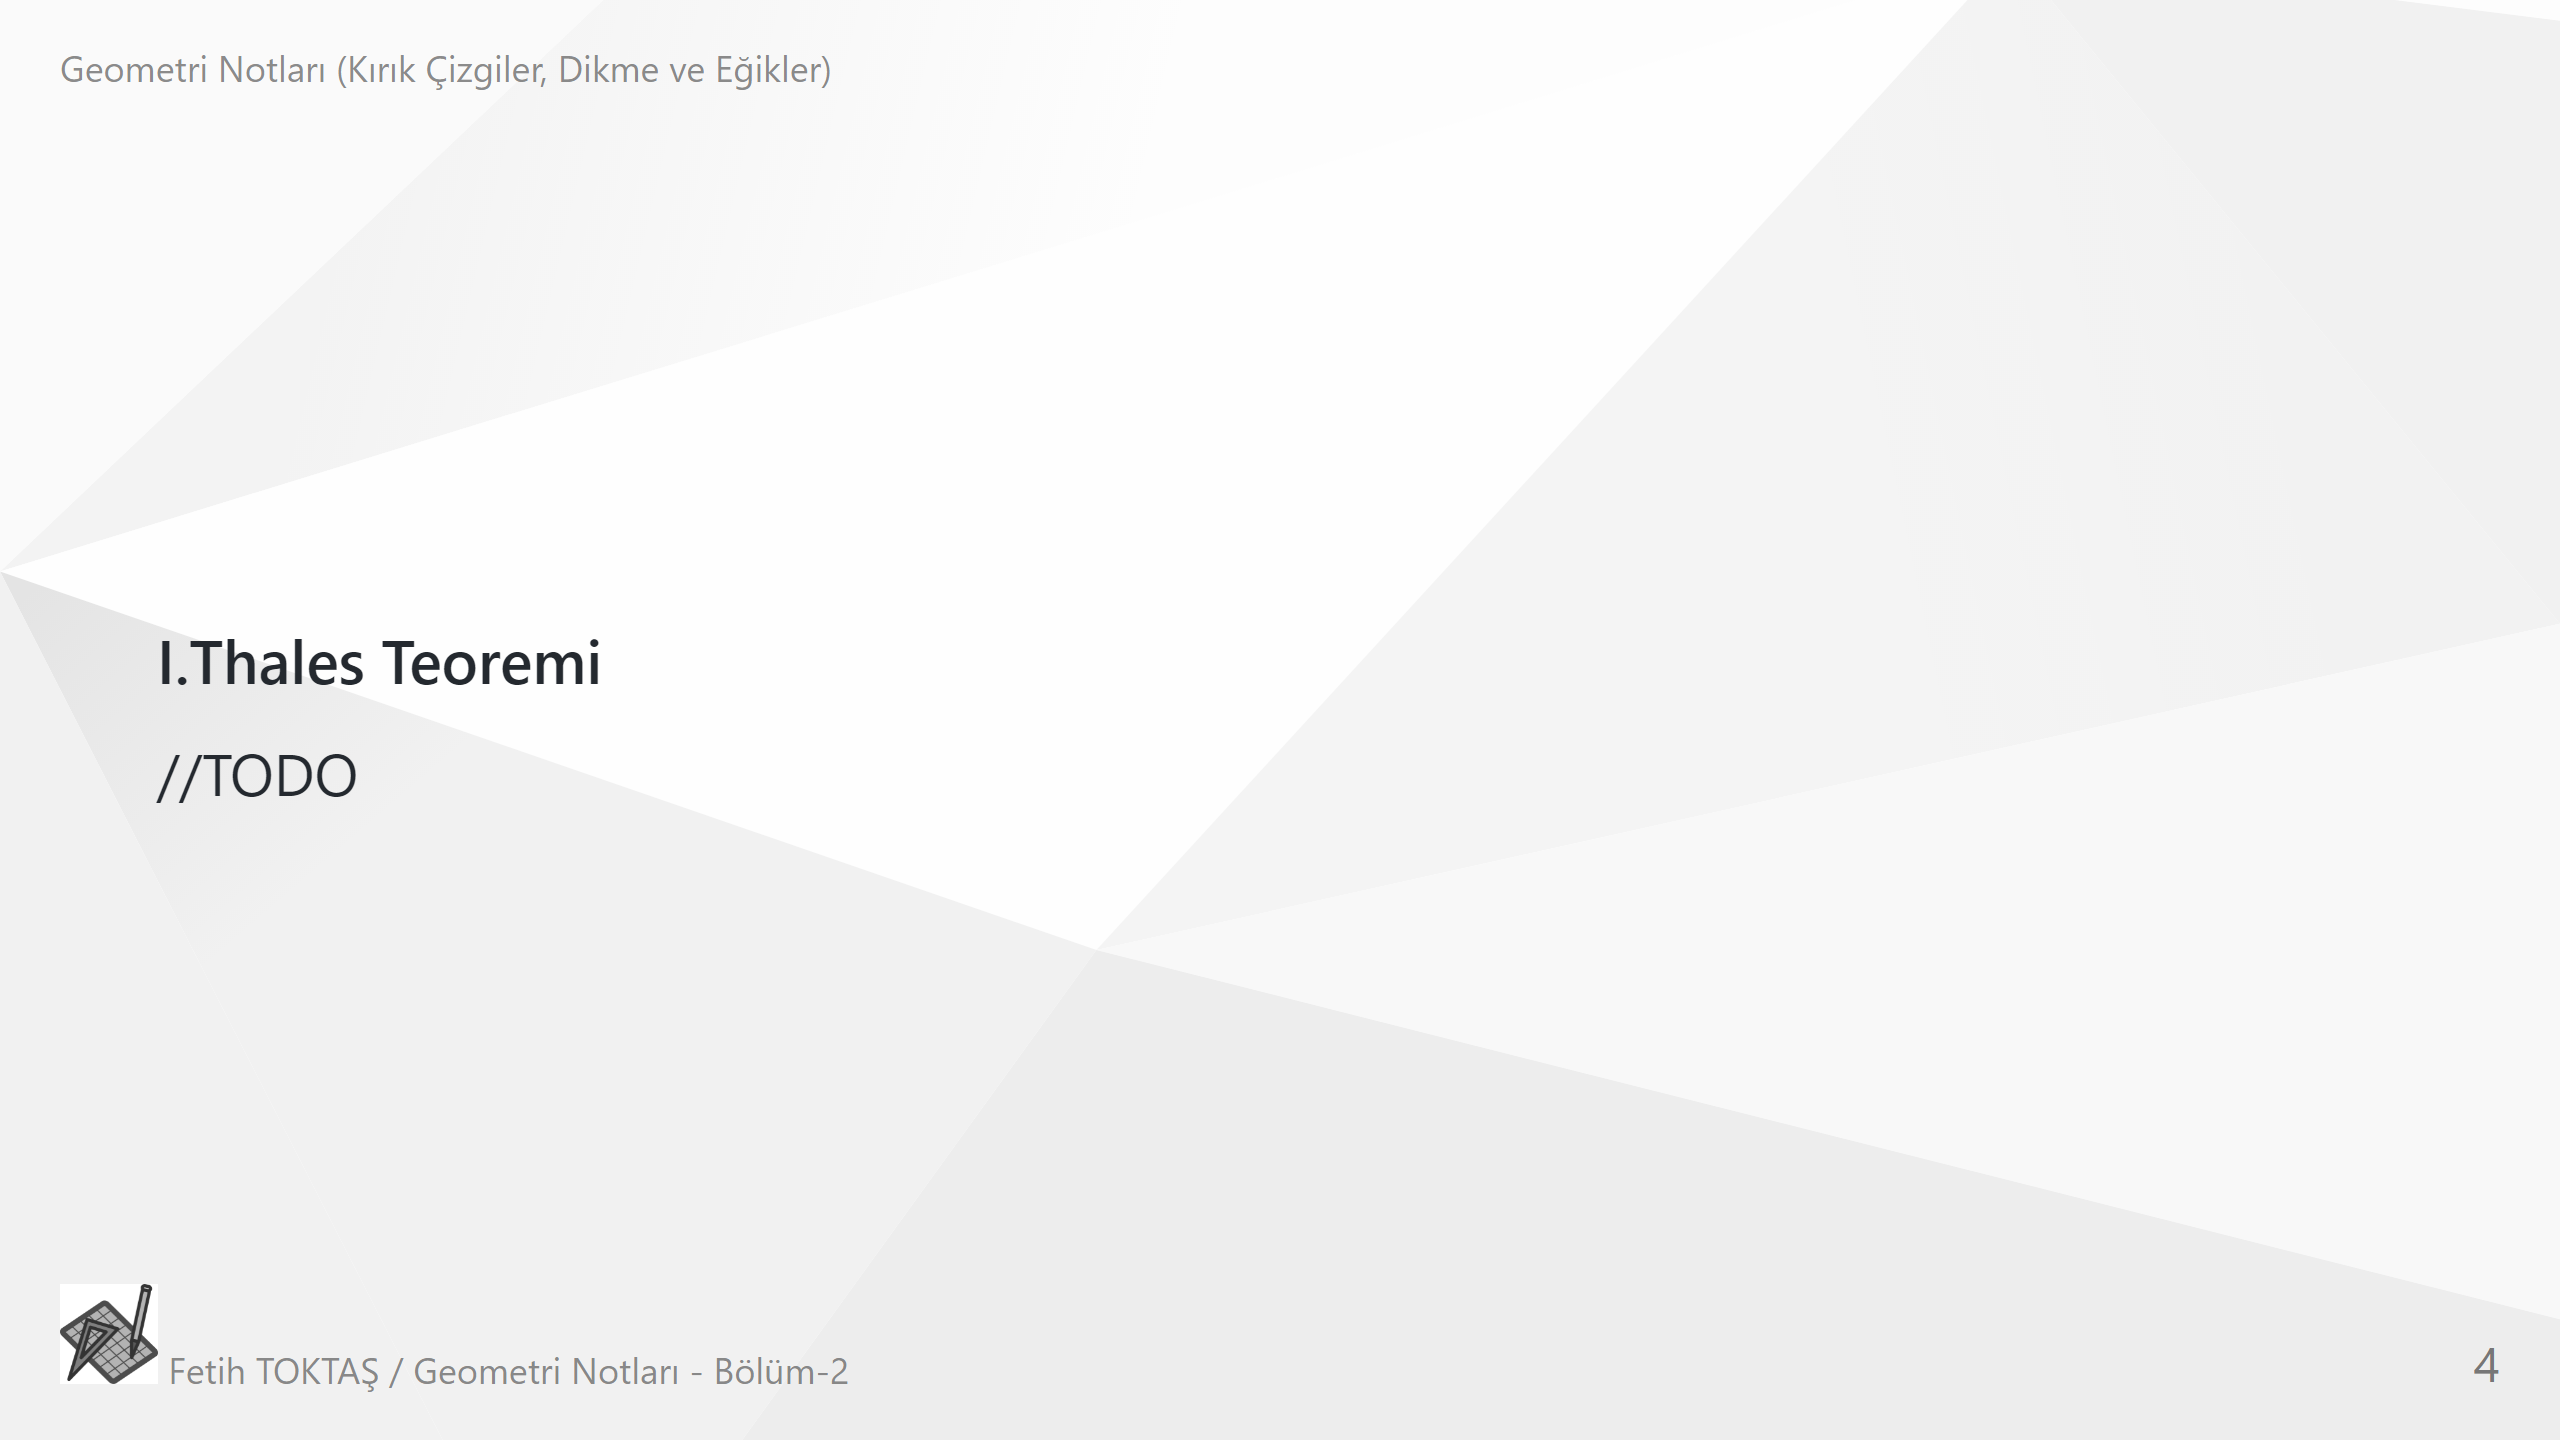 Geometri Notları (Kırık Çizgiler, Dikme ve Eğikler)
I.Thales Teoremi
//TODO
Fetih TOKTAŞ / Geometri Notları - Bölüm-2
4